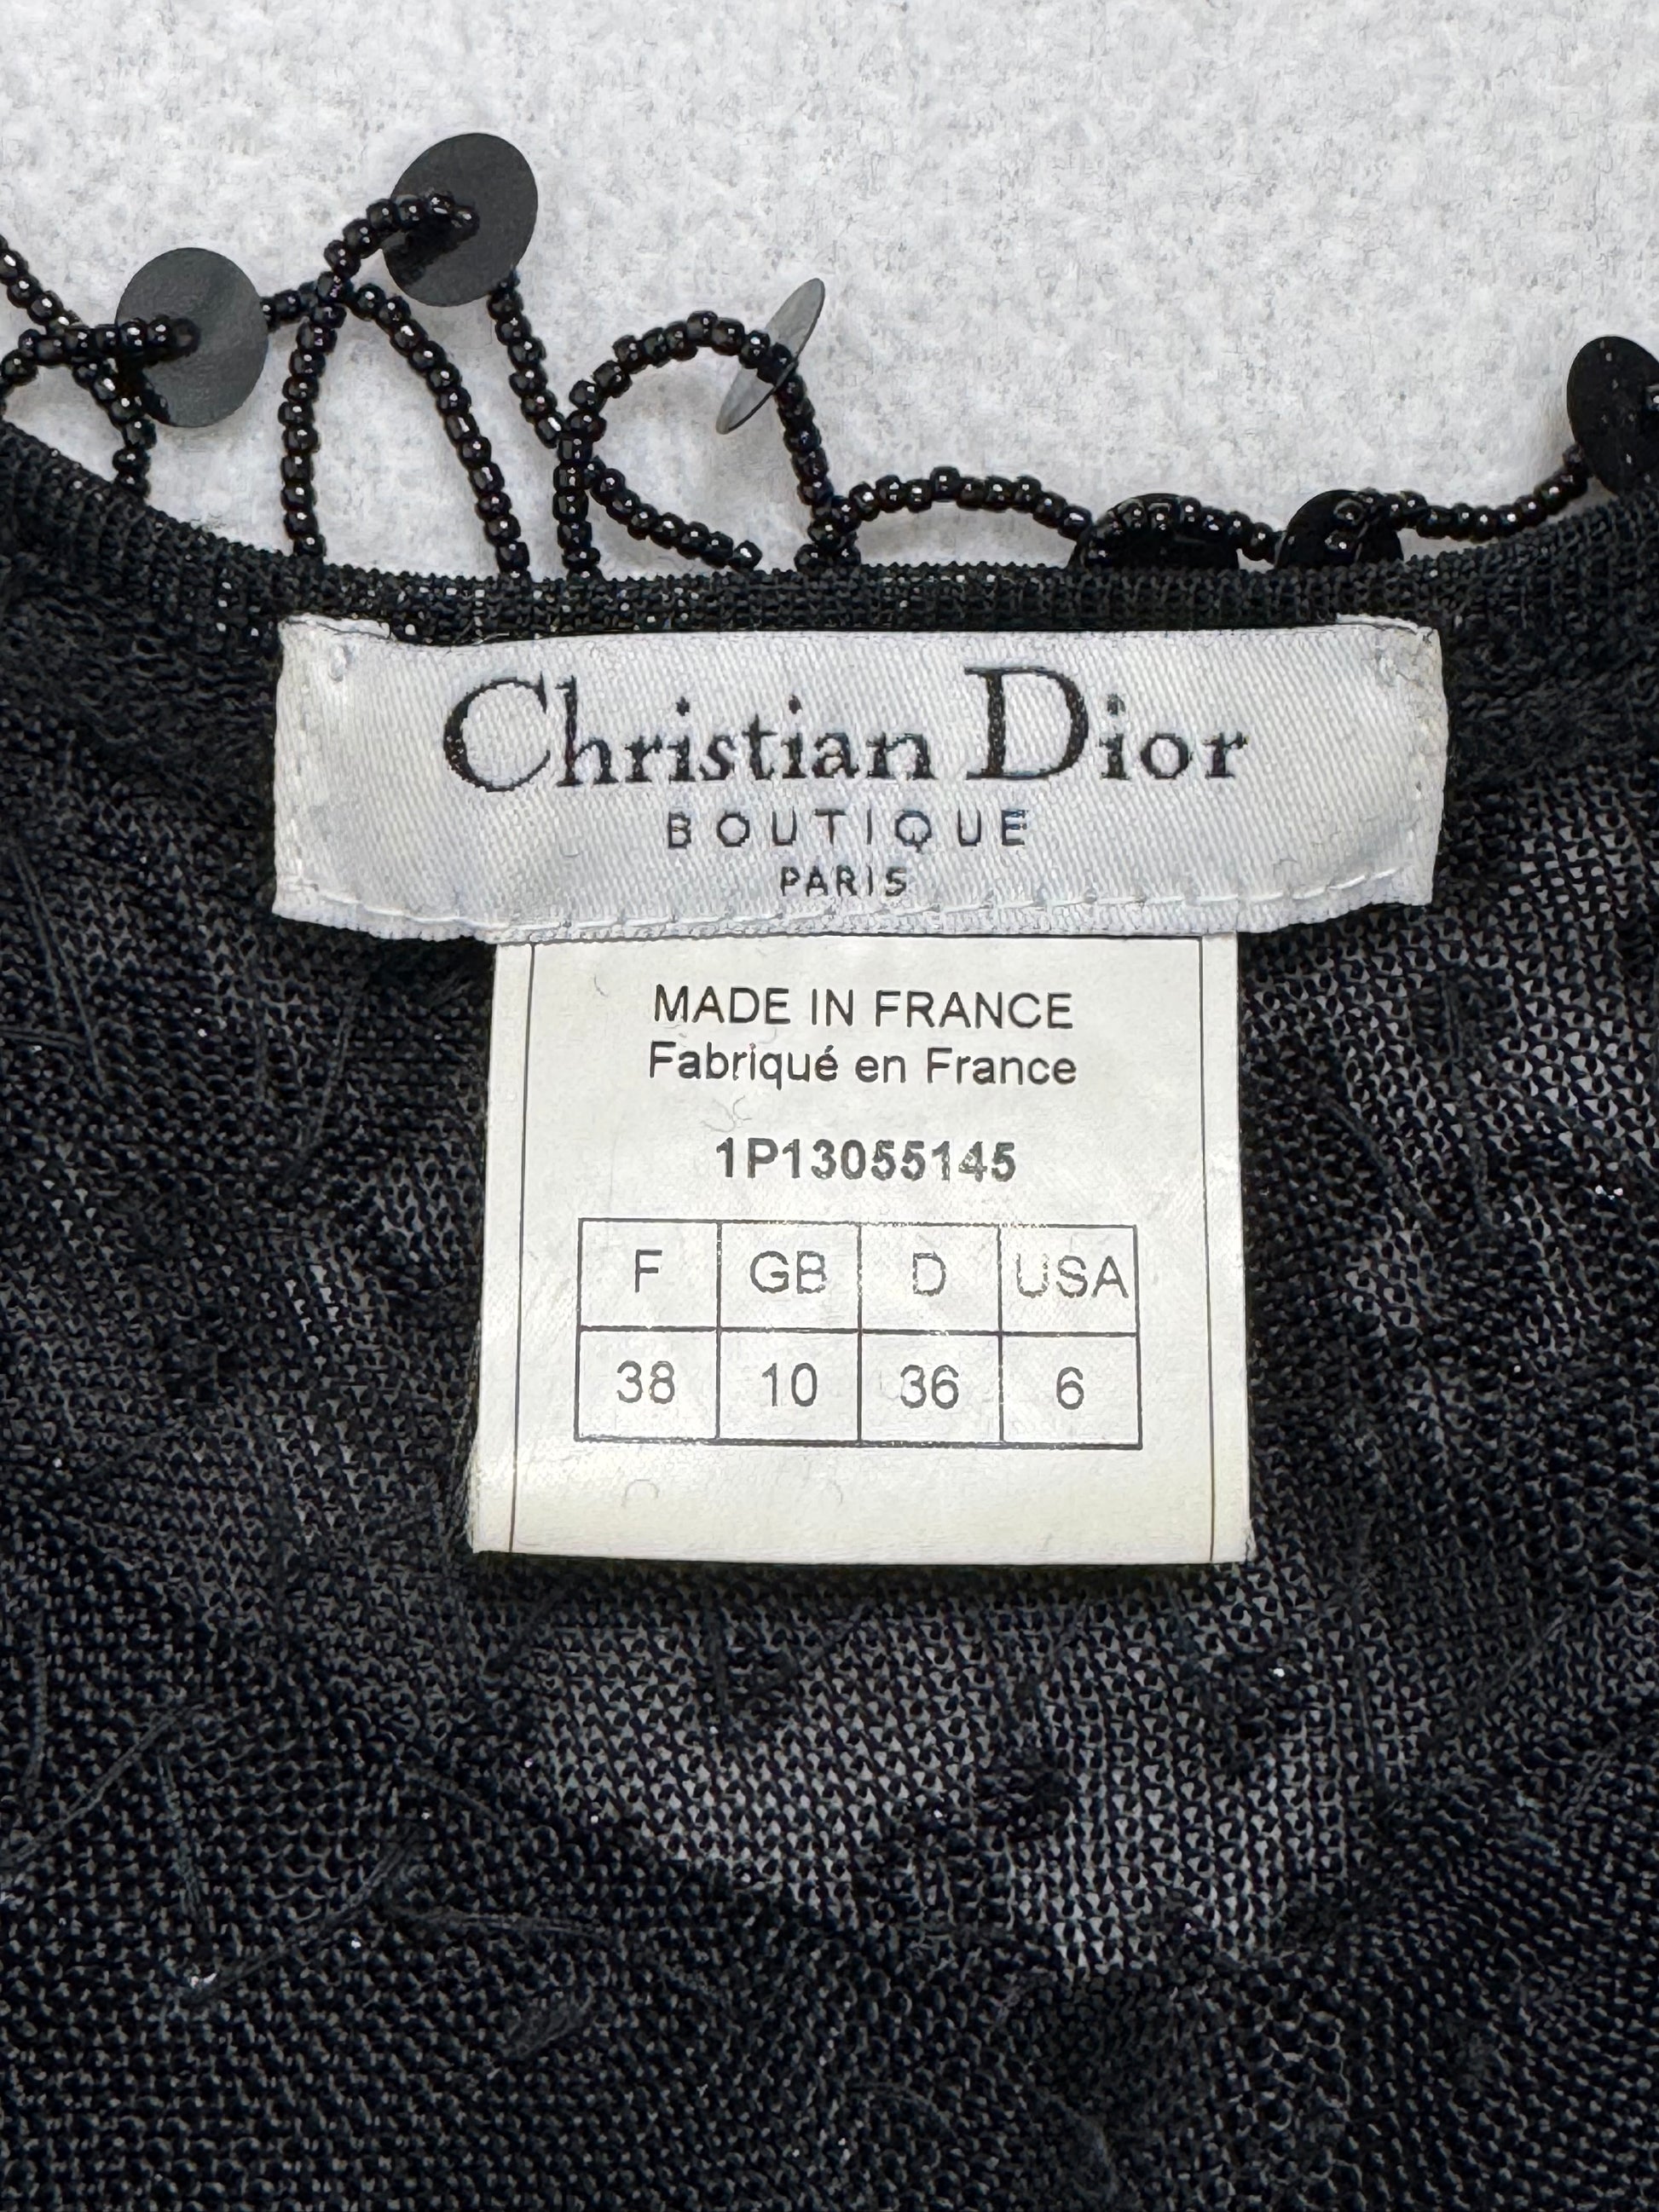 Christian Dior
BOUTIQUE
PARIS
MADE IN FRANCE
Fabriqué en France
1P13055145
F GB D USA
38 10 36 6